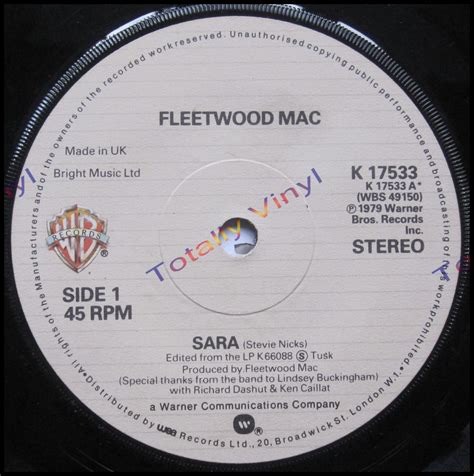 All rights of the Manufacturers and of the owners of the recorded work reserved. Unauthorised copying public performance and broadcasting of this work prohibited.
FLEETWOOD MAC
Made in UK
Bright Music Ltd
K 17533
K 17533 A*
(WBS 49150)
℗ 1979 Warner
Bros. Records
Inc.
STEREO
WB
RECORDS
®
Totally Vinyl
SIDE 1
45 RPM
SARA (Stevie Nicks)
Edited from the LP K66088 Ⓢ Tusk
Produced by Fleetwood Mac
(Special thanks from the band to Lindsey Buckingham)
with Richard Dashut & Ken Caillat
a Warner Communications Company
• Distributed by wea Records Ltd., 20, Broadwick St. London W.1.